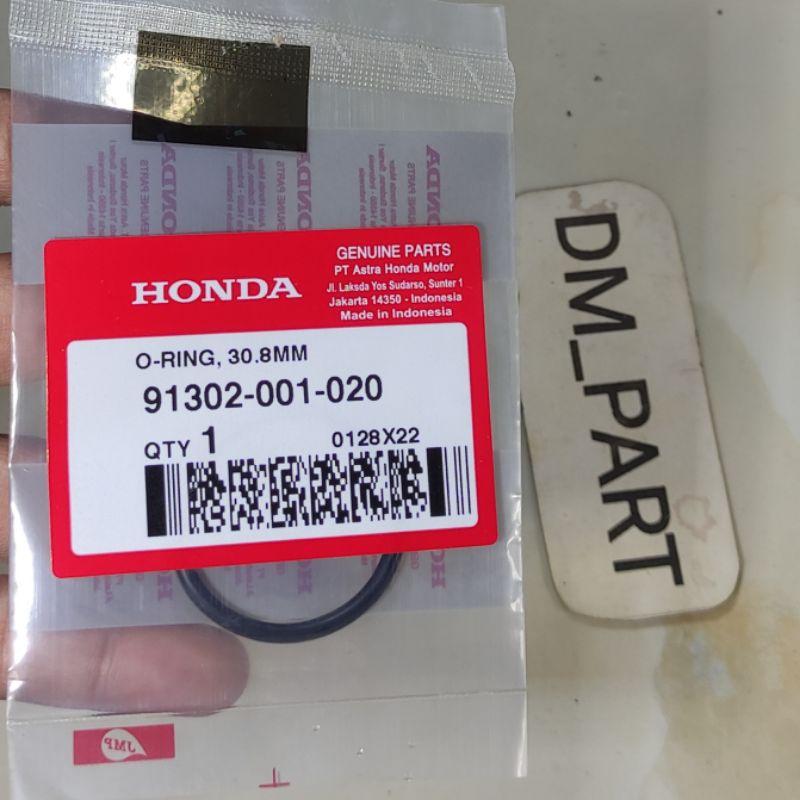 HONDA
GENUINE PARTS
PT Astra Honda Motor
Jl. Laksda Yos Sudarso, Sunter 1
Jakarta 14350 - Indonesia
Made in Indonesia
O-RING, 30.8MM
91302-001-020
QTY 1
0128X22
JMP
DM_PART